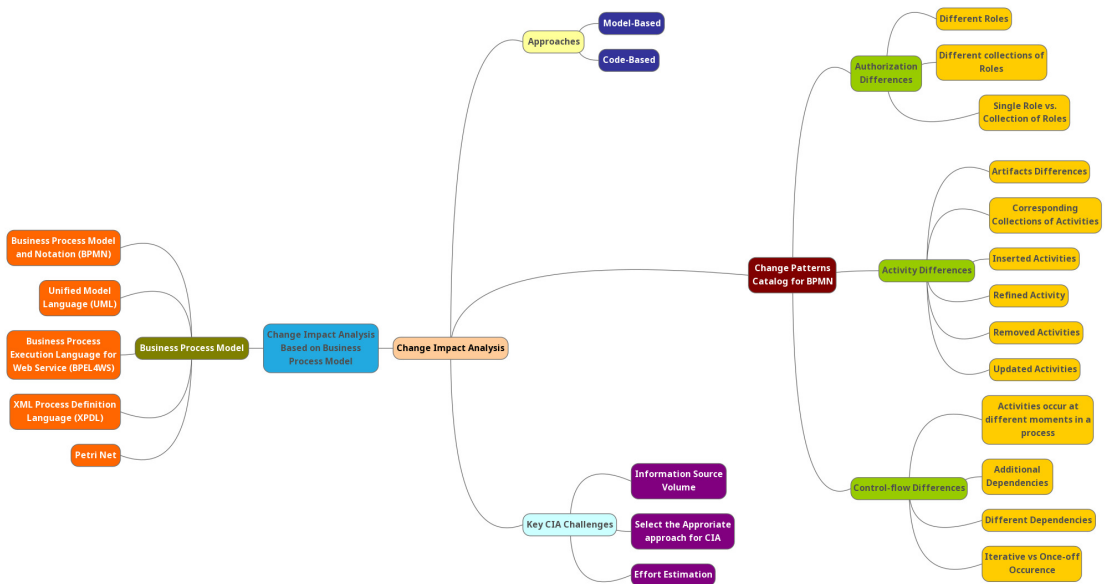 Change Impact Analysis
Approaches
Model-Based
Code-Based
Change Patterns
Catalog for BPMN
Authorization
Differences
Different Roles
Different collections of
Roles
Single Role vs.
Collection of Roles
Activity Differences
Artifacts Differences
Corresponding
Collections of Activities
Inserted Activities
Refined Activity
Removed Activities
Updated Activities
Control-flow Differences
Activities occur at
different moments in a
process
Additional
Dependencies
Different Dependencies
Iterative vs Once-off
Occurence
Key CIA Challenges
Information Source
Volume
Select the Approriate
approach for CIA
Effort Estimation
Change Impact Analysis
Based on Business
Process Model
Business Process Model
Business Process Model
and Notation (BPMN)
Unified Model
Language (UML)
Business Process
Execution Language for
Web Service (BPEL4WS)
XML Process Definition
Language (XPDL)
Petri Net